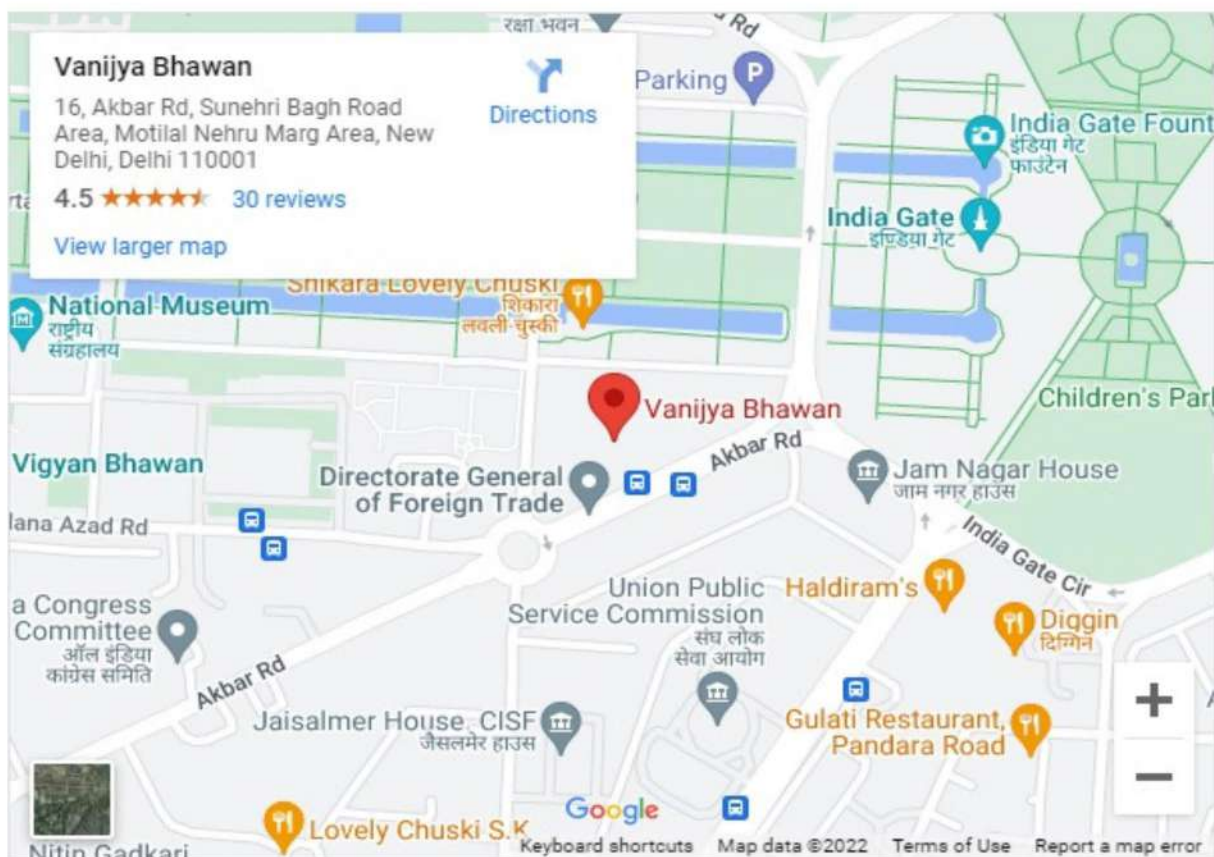 रक्षा भवन
Rd
Vanijya Bhawan
16, Akbar Rd, Sunehri Bagh Road
Area, Motilal Nehru Marg Area, New
Delhi, Delhi 110001
4.5
30 reviews
View larger map
Directions
Parking
P
India Gate Fount
इंडिया गेट
फाउंटेन
India Gate
इण्डिया गेट
Shikara Lovely Chuski
शिकारा
लवली चुस्की
National Museum
राष्ट्रीय
संग्रहालय
Vanijya Bhawan
Children's Parl
Akbar Rd
Vigyan Bhawan
Directorate General
of Foreign Trade
Jam Nagar House
जाम नगर हाउस
lana Azad Rd
India Gate Cir
Union Public
Service Commission
संघ लोक
सेवा आयोग
Haldiram's
Diggin
दिग्गिन
a Congress
Committee
ऑल इंडिया
कांग्रेस समिति
Akbar Rd
Jaisalmer House, CISF
जैसलमेर हाउस
Gulati Restaurant,
Pandara Road
+
−
Google
Lovely Chuski S.K
Nitin Gadkari
Keyboard shortcuts Map data ©2022 Terms of Use Report a map error